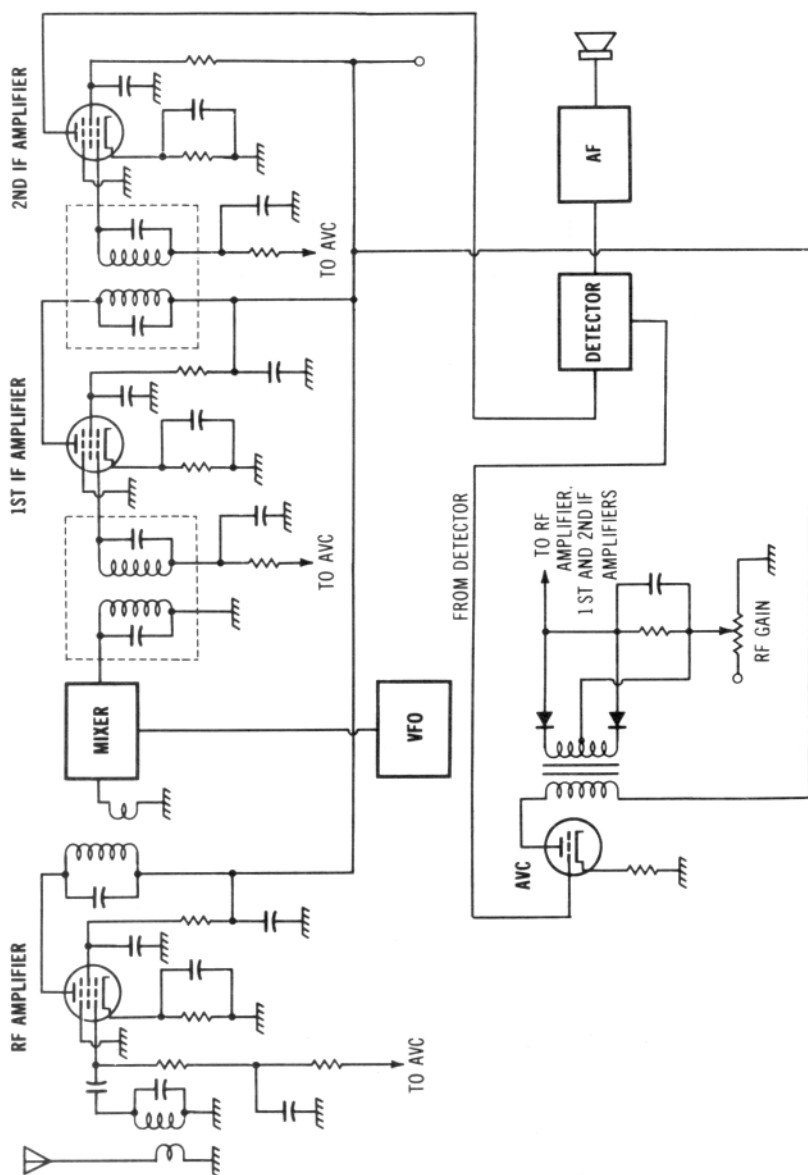 RF AMPLIFIER
1ST IF AMPLIFIER
2ND IF AMPLIFIER
MIXER
VFO
TO AVC
TO AVC
TO AVC
FROM DETECTOR
DETECTOR
AF
AVC
TO RF
AMPLIFIER,
1ST AND 2ND IF
AMPLIFIERS
RF GAIN